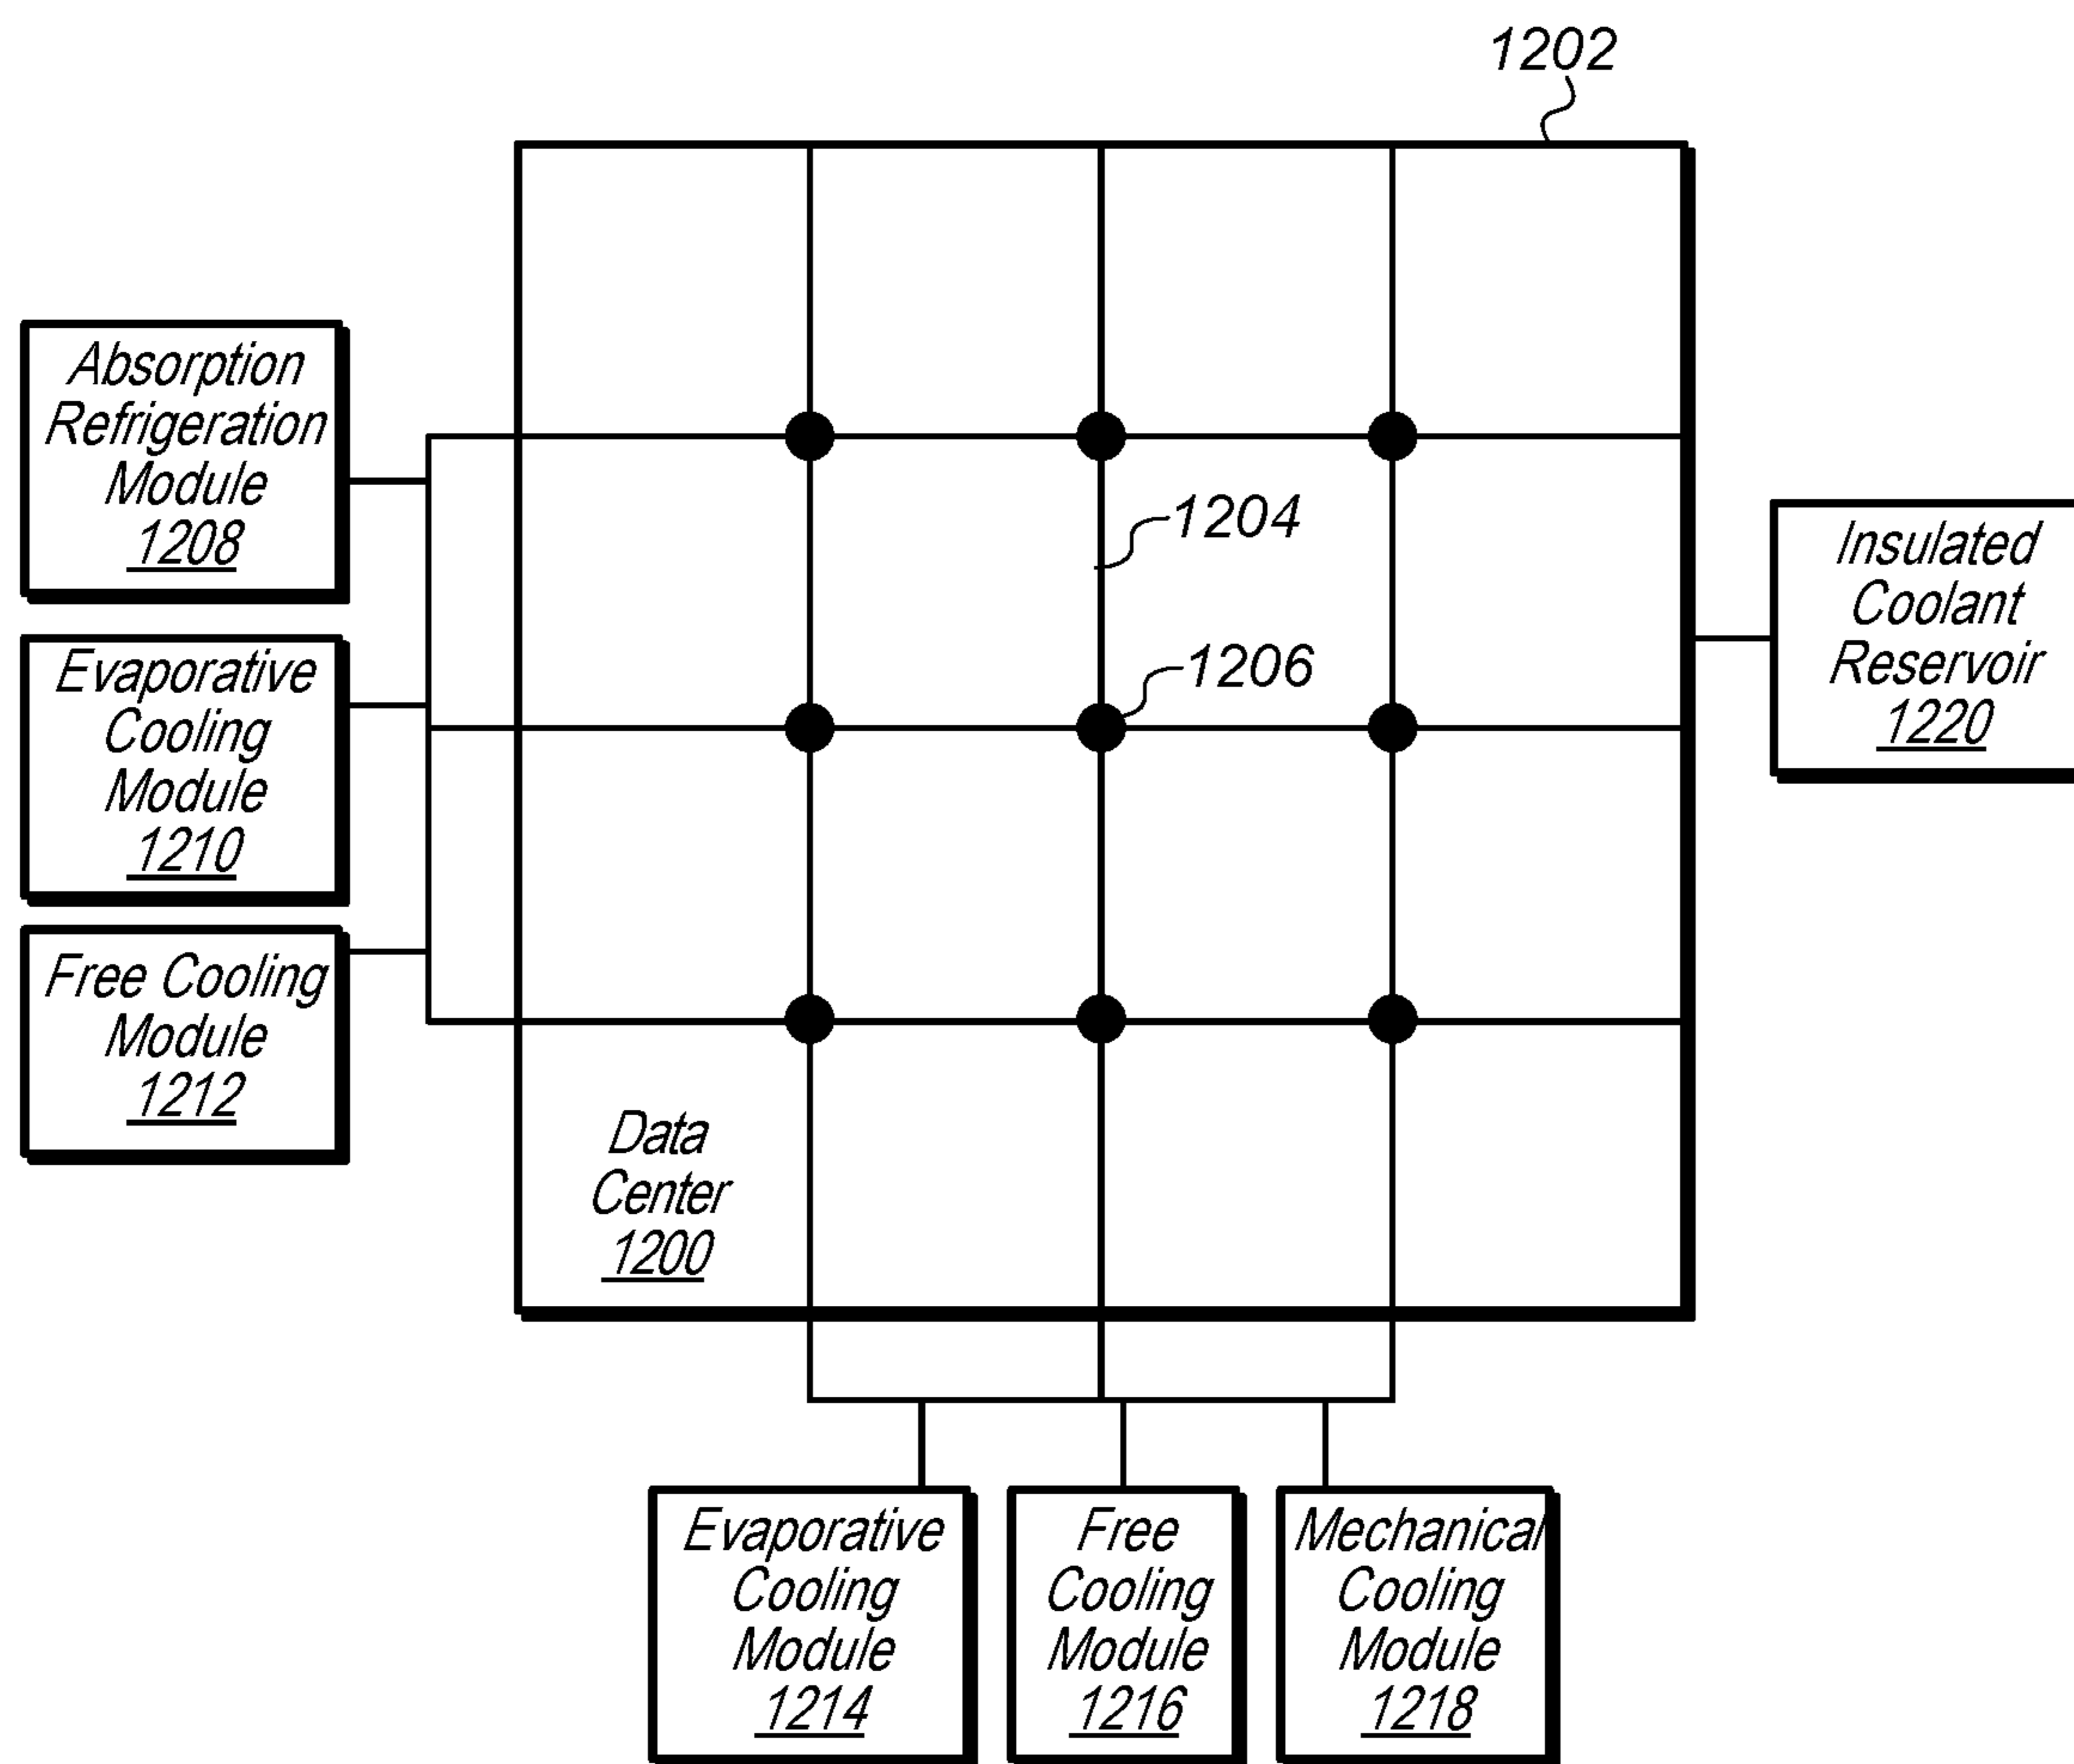 1202
Absorption
Refrigeration
Module
1208
1204
Insulated
Coolant
Reservoir
1220
Evaporative
Cooling
Module
1210
1206
Free Cooling
Module
1212
Data
Center
1200
Evaporative
Cooling
Module
1214
Free
Cooling
Module
1216
Mechanical
Cooling
Module
1218